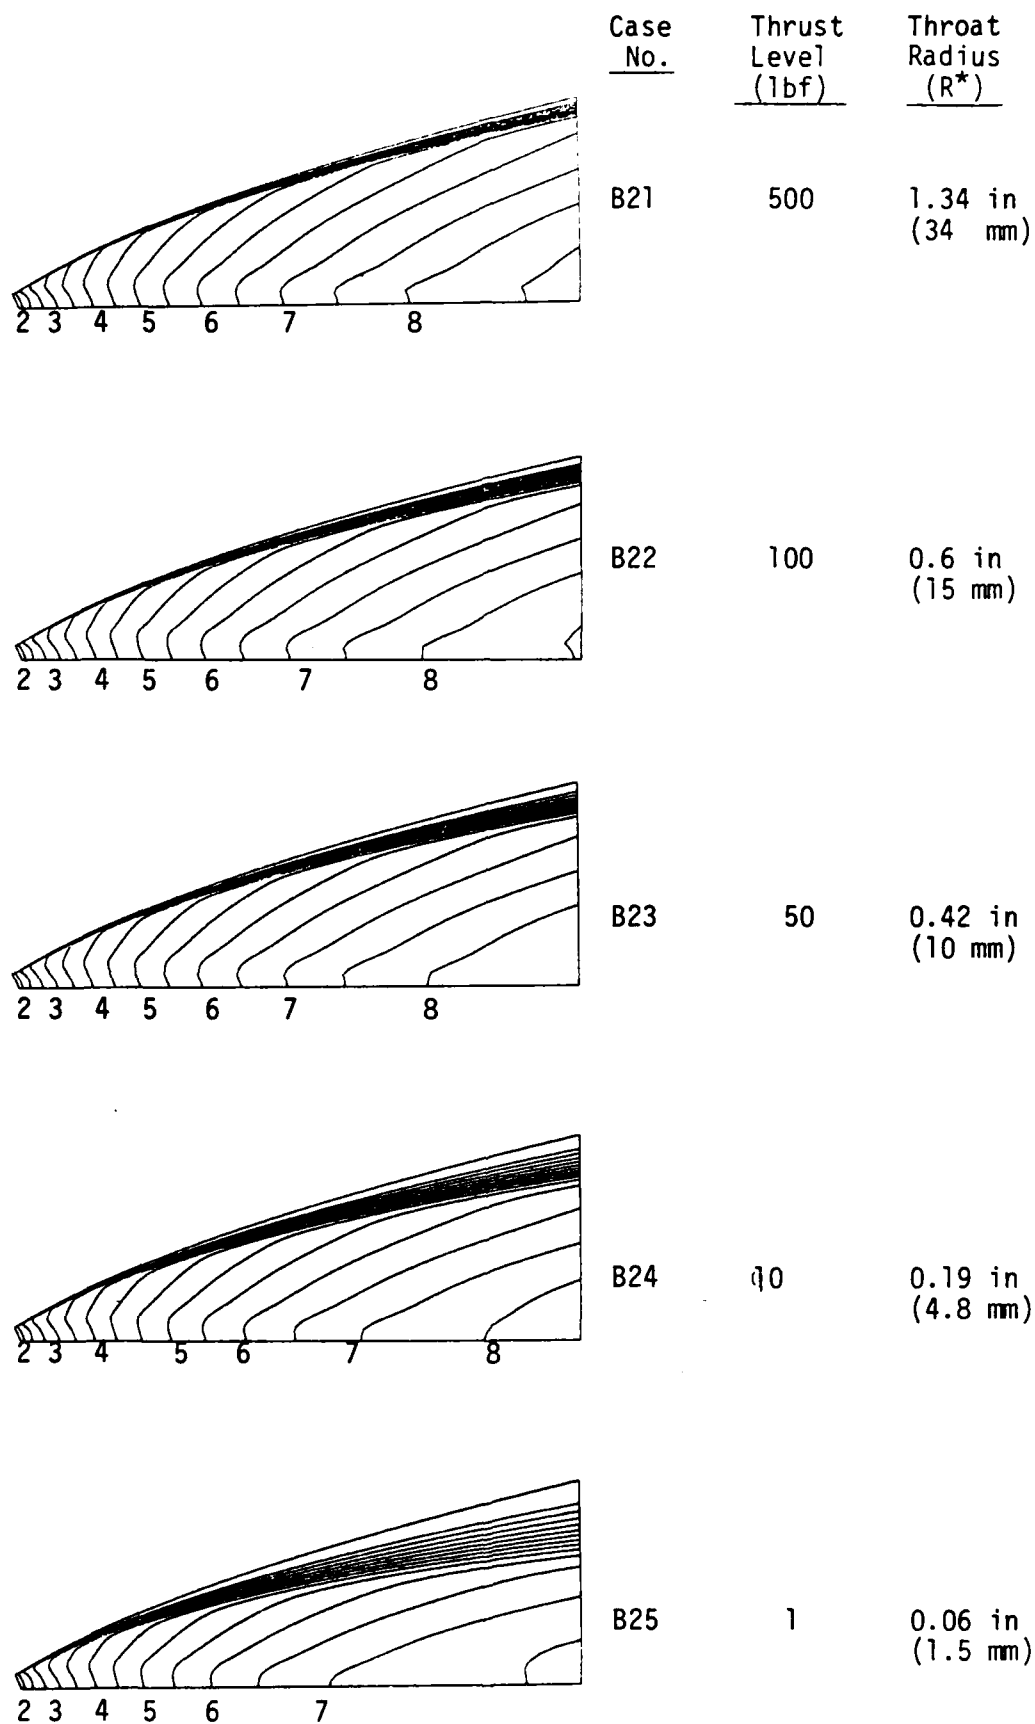 Case Thrust Throat
No. Level Radius
(lbf) (R*)
B21 500 1.34 in
(34 mm)
2 3 4 5 6 7 8
B22 100 0.6 in
(15 mm)
2 3 4 5 6 7 8
B23 50 0.42 in
(10 mm)
2 3 4 5 6 7 8
B24 10 0.19 in
(4.8 mm)
2 3 4 5 6 7 8
B25 1 0.06 in
(1.5 mm)
2 3 4 5 6 7